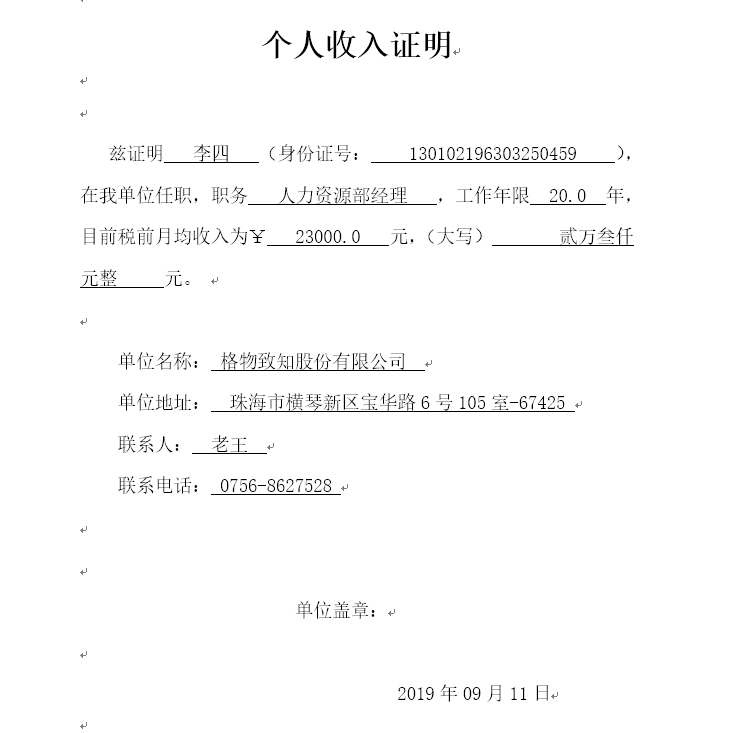 个人收入证明
兹证明 李四 （身份证号： 130102196303250459 ），
在我单位任职，职务 人力资源部经理 ，工作年限 20.0 年，
目前税前月均收入为￥ 23000.0 元，（大写） 贰万叁仟
元整 元。
单位名称： 格物致知股份有限公司
单位地址： 珠海市横琴新区宝华路 6 号 105 室-67425
联系人： 老王
联系电话： 0756-8627528
单位盖章：
2019 年 09 月 11 日